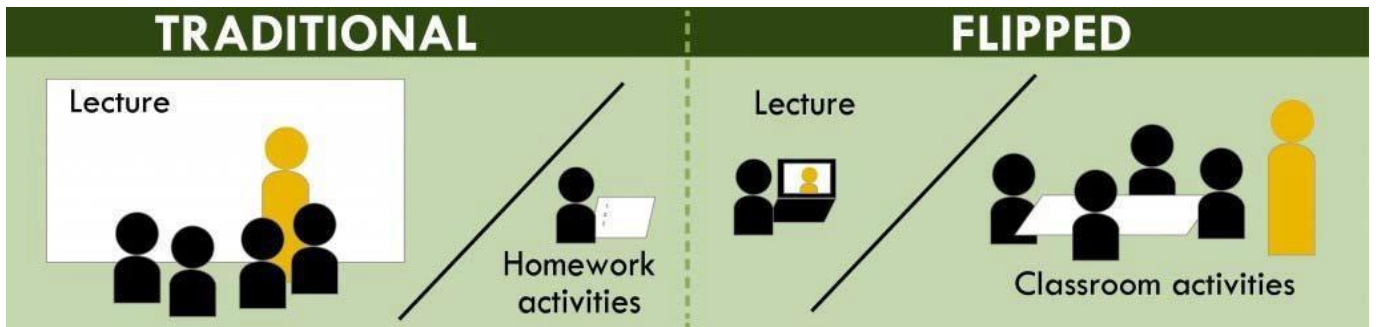 TRADITIONAL
Lecture
Homework
activities
FLIPPED
Lecture
Classroom activities